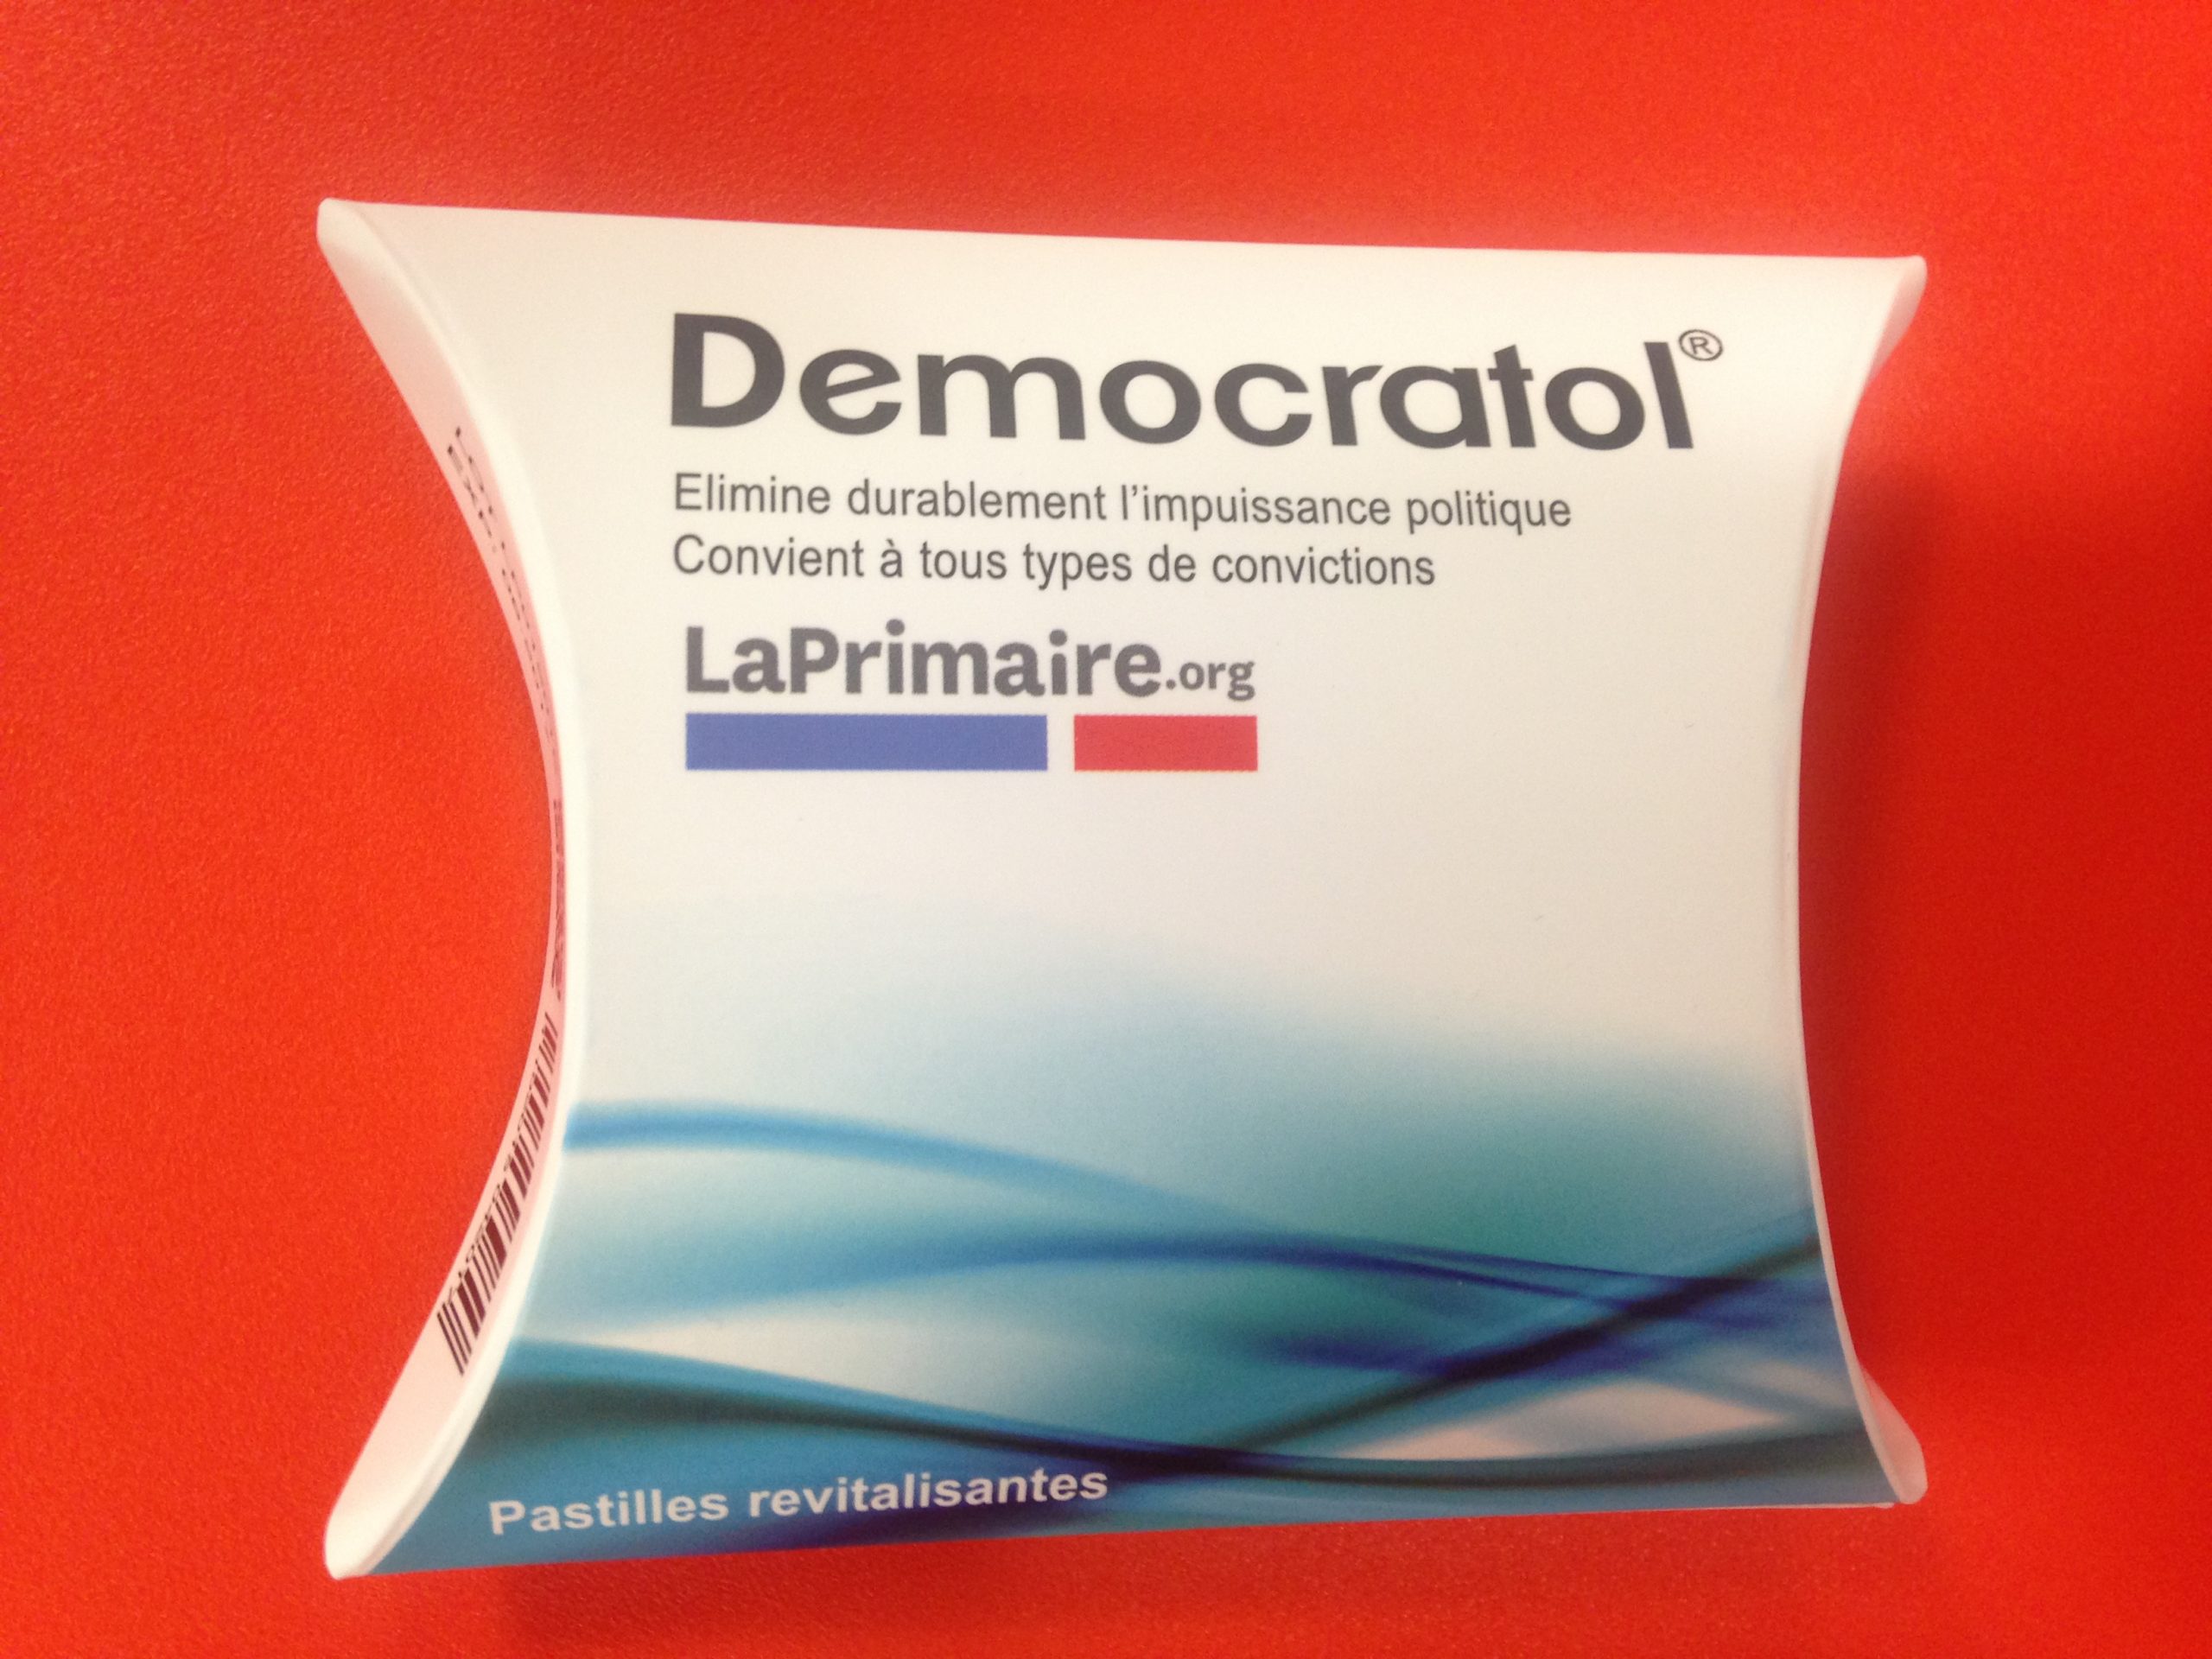 Democratol®
Elimine durablement l'impuissance politique
Convient à tous types de convictions
LaPrimaire.org
Pastilles revitalisantes